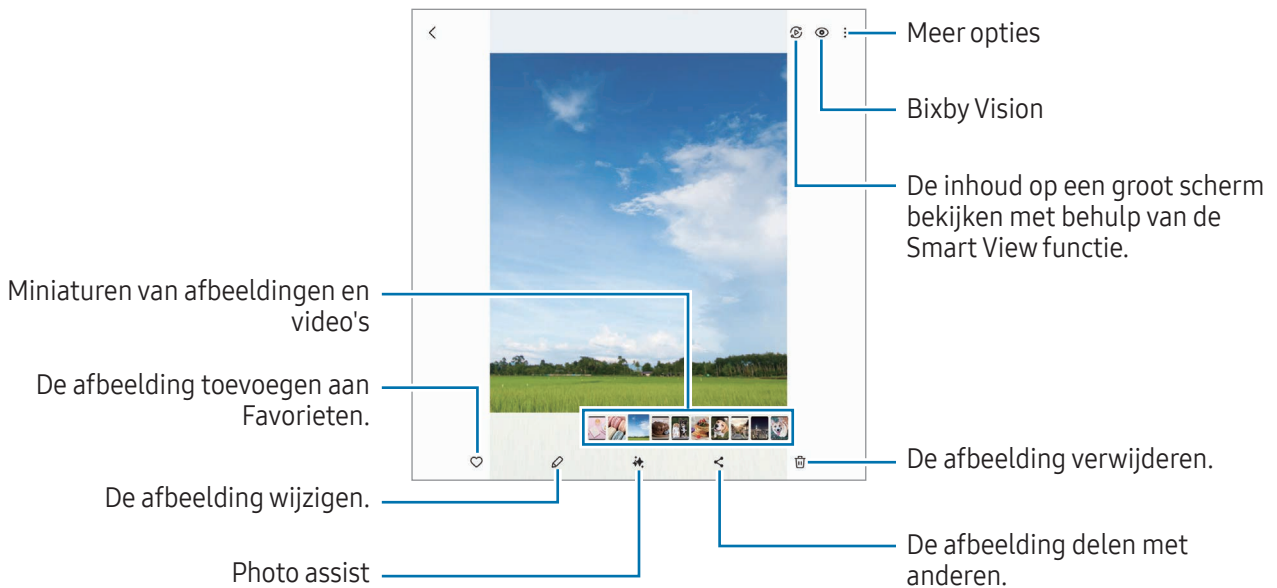 Meer opties
Bixby Vision
De inhoud op een groot scherm
bekijken met behulp van de
Smart View functie.
Miniaturen van afbeeldingen en
video's
De afbeelding toevoegen aan
Favorieten.
De afbeelding verwijderen.
De afbeelding wijzigen.
De afbeelding delen met
anderen.
Photo assist